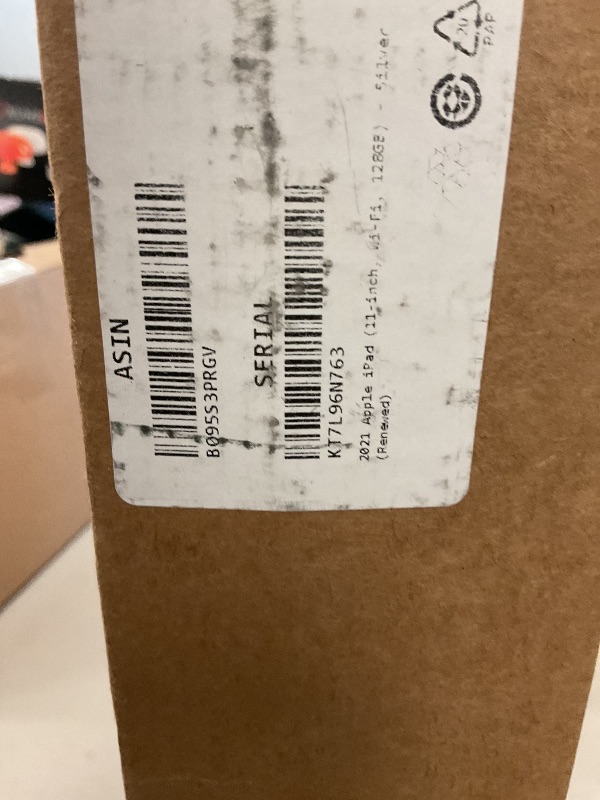 ASIN
B095S3PRGV
SERIAL
KT7L96N763
2021 Apple iPad (11-inch, Wi-Fi, 128GB) - Silver
(Renewed)
20
PAP